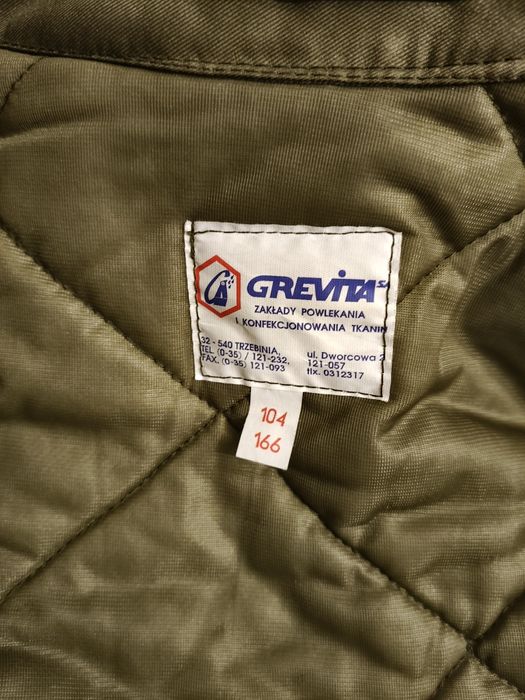 GREVITA SA
ZAKŁADY POWLEKANIA
I KONFEKCJONOWANIA TKANIN
32 - 540 TRZEBINIA, ul. Dworcowa 2
TEL. (0-35) / 121-232, 121-057
FAX. (0-35) 121-093 tlx. 0312317
104
166